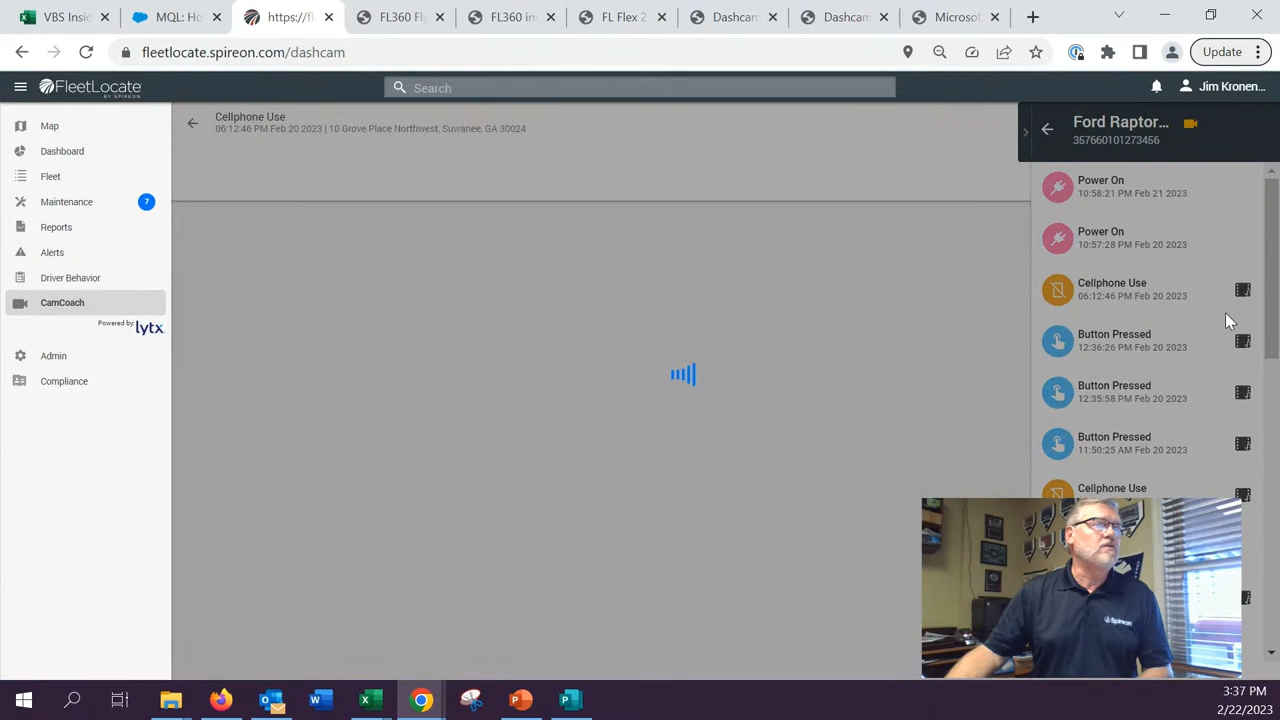 VBS Insid
MQL: Ho
https://fl
FL360 Fly
FL360 in
FL Flex 2
Dashcam
Dashcam
Microsof
fleetlocate.spireon.com/dashcam
Update
FleetLocate
BY SPIREON
Search
Jim Kronen...
Map
Dashboard
Fleet
Maintenance
7
Reports
Alerts
Driver Behavior
CamCoach
Powered by:
lytx
Admin
Compliance
Cellphone Use
06:12:46 PM Feb 20 2023 | 10 Grove Place Northwest, Suwanee, GA 30024
Ford Raptor...
357660101273456
Power On
10:58:21 PM Feb 21 2023
Power On
10:57:28 PM Feb 20 2023
Cellphone Use
06:12:46 PM Feb 20 2023
Button Pressed
12:36:26 PM Feb 20 2023
Button Pressed
12:35:58 PM Feb 20 2023
Button Pressed
11:50:25 AM Feb 20 2023
Cellphone Use
Spireon
3:37 PM
2/22/2023